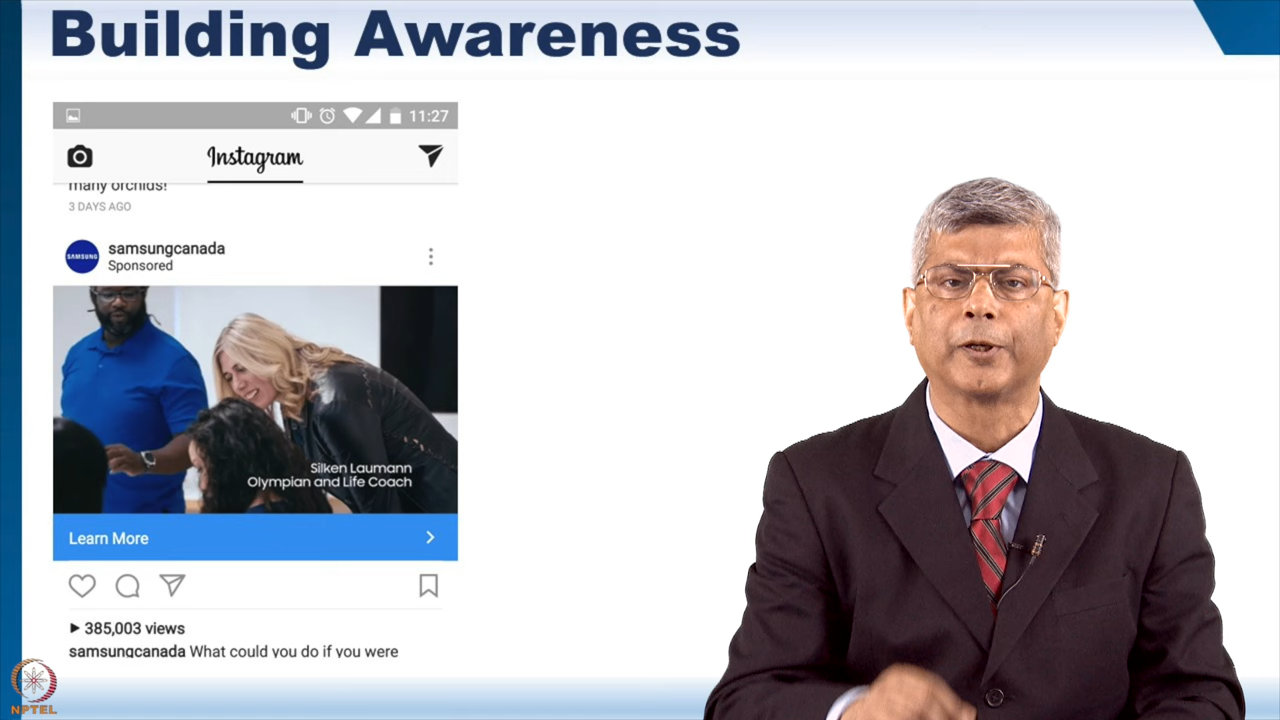 Building Awareness
11:27
Instagram
many orchids!
3 DAYS AGO
SAMSUNG
samsungcanada
Sponsored
Silken Laumann
Olympian and Life Coach
Learn More
385,003 views
samsungcanada What could you do if you were
NPTEL